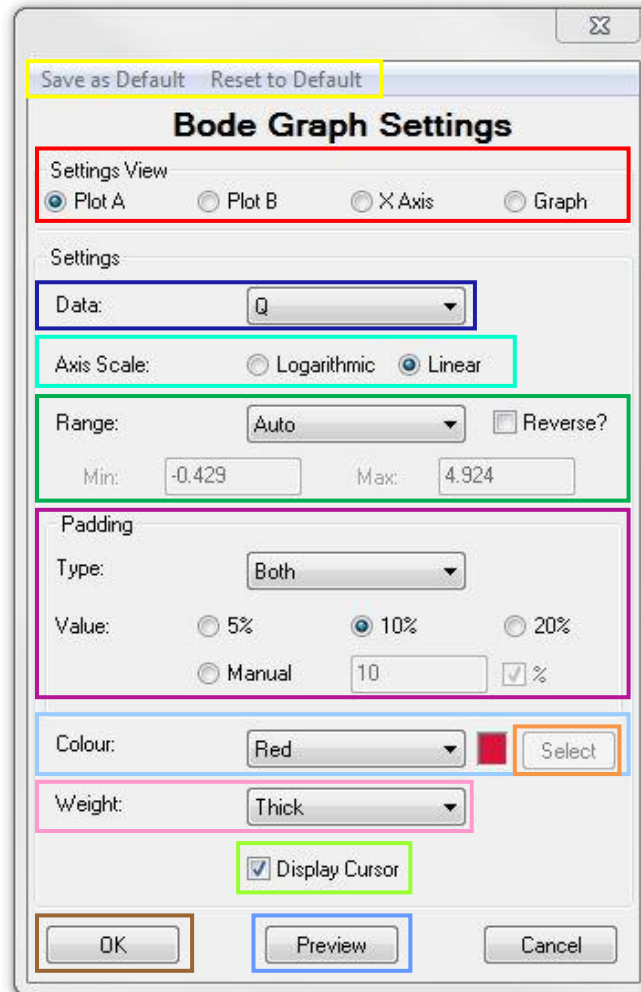 Save as Default Reset to Default
Bode Graph Settings
Settings View
Plot A Plot B X Axis Graph
Settings
Data: Q
Axis Scale: Logarithmic Linear
Range: Auto Reverse?
Min: -0.429 Max: 4.924
Padding
Type: Both
Value: 5% 10% 20%
Manual 10 %
Colour: Red Select
Weight: Thick
Display Cursor
OK Preview Cancel